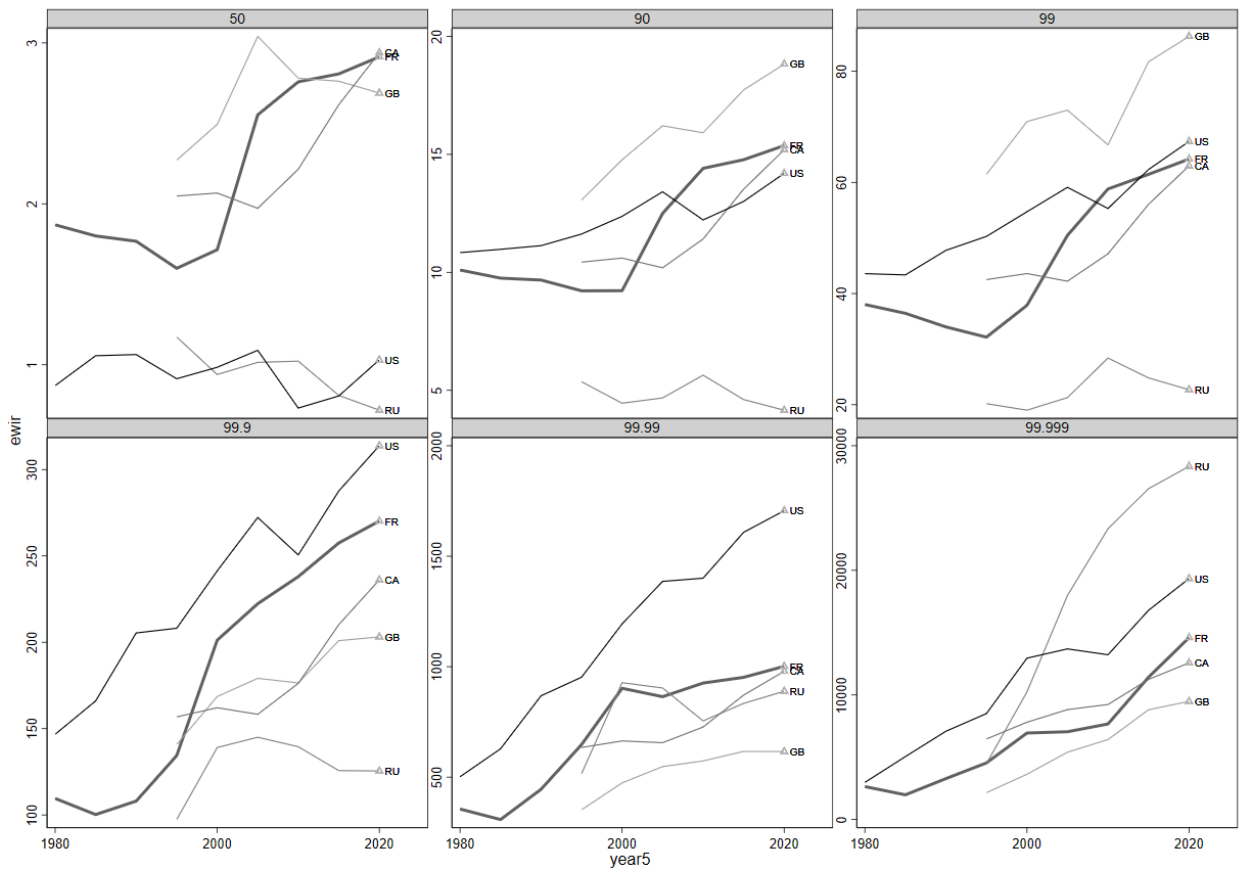 50
90
99
3
2
1
CA
FR
GB
US
RU
20
15
10
5
GB
FR
CA
US
RU
80
60
40
20
GB
US
FR
CA
RU
ewir
99.9
99.99
99.999
300
250
200
150
100
US
FR
CA
GB
RU
2000
1500
1000
500
US
FR
CA
RU
GB
30000
20000
10000
0
RU
US
FR
CA
GB
1980
2000
2020
1980
2000
2020
1980
2000
2020
year5